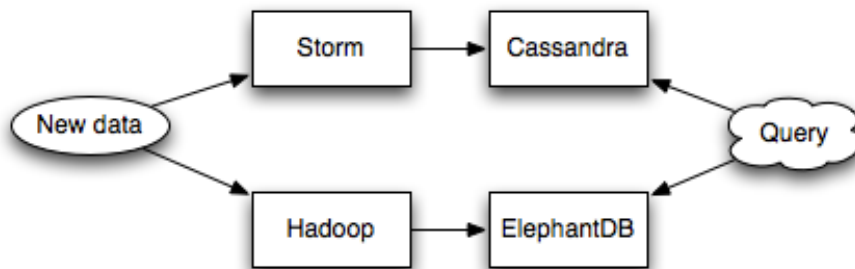 Storm
Cassandra
New data
Query
Hadoop
ElephantDB